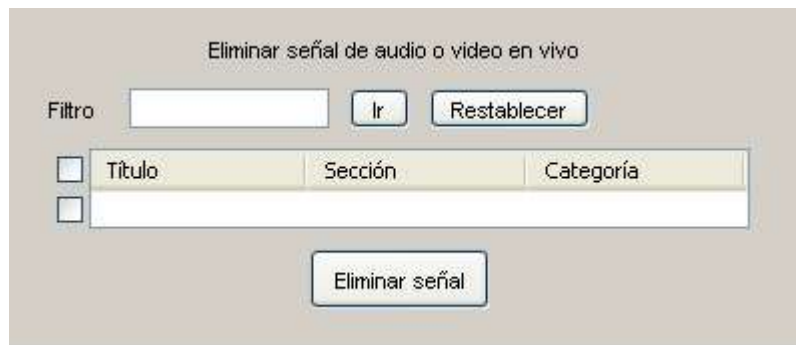 Eliminar señal de audio o video en vivo
Filtro Ir Restablecer
Título Sección Categoría
Eliminar señal